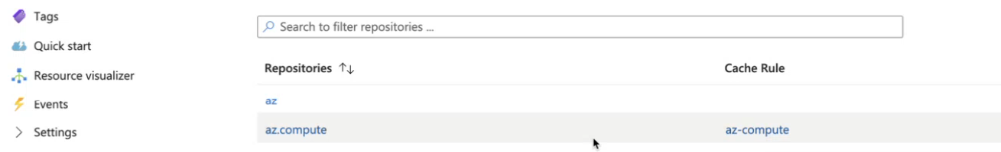 Tags
Quick start
Resource visualizer
Events
Settings
Search to filter repositories ...
Repositories ↑↓ Cache Rule
az
az.compute az-compute